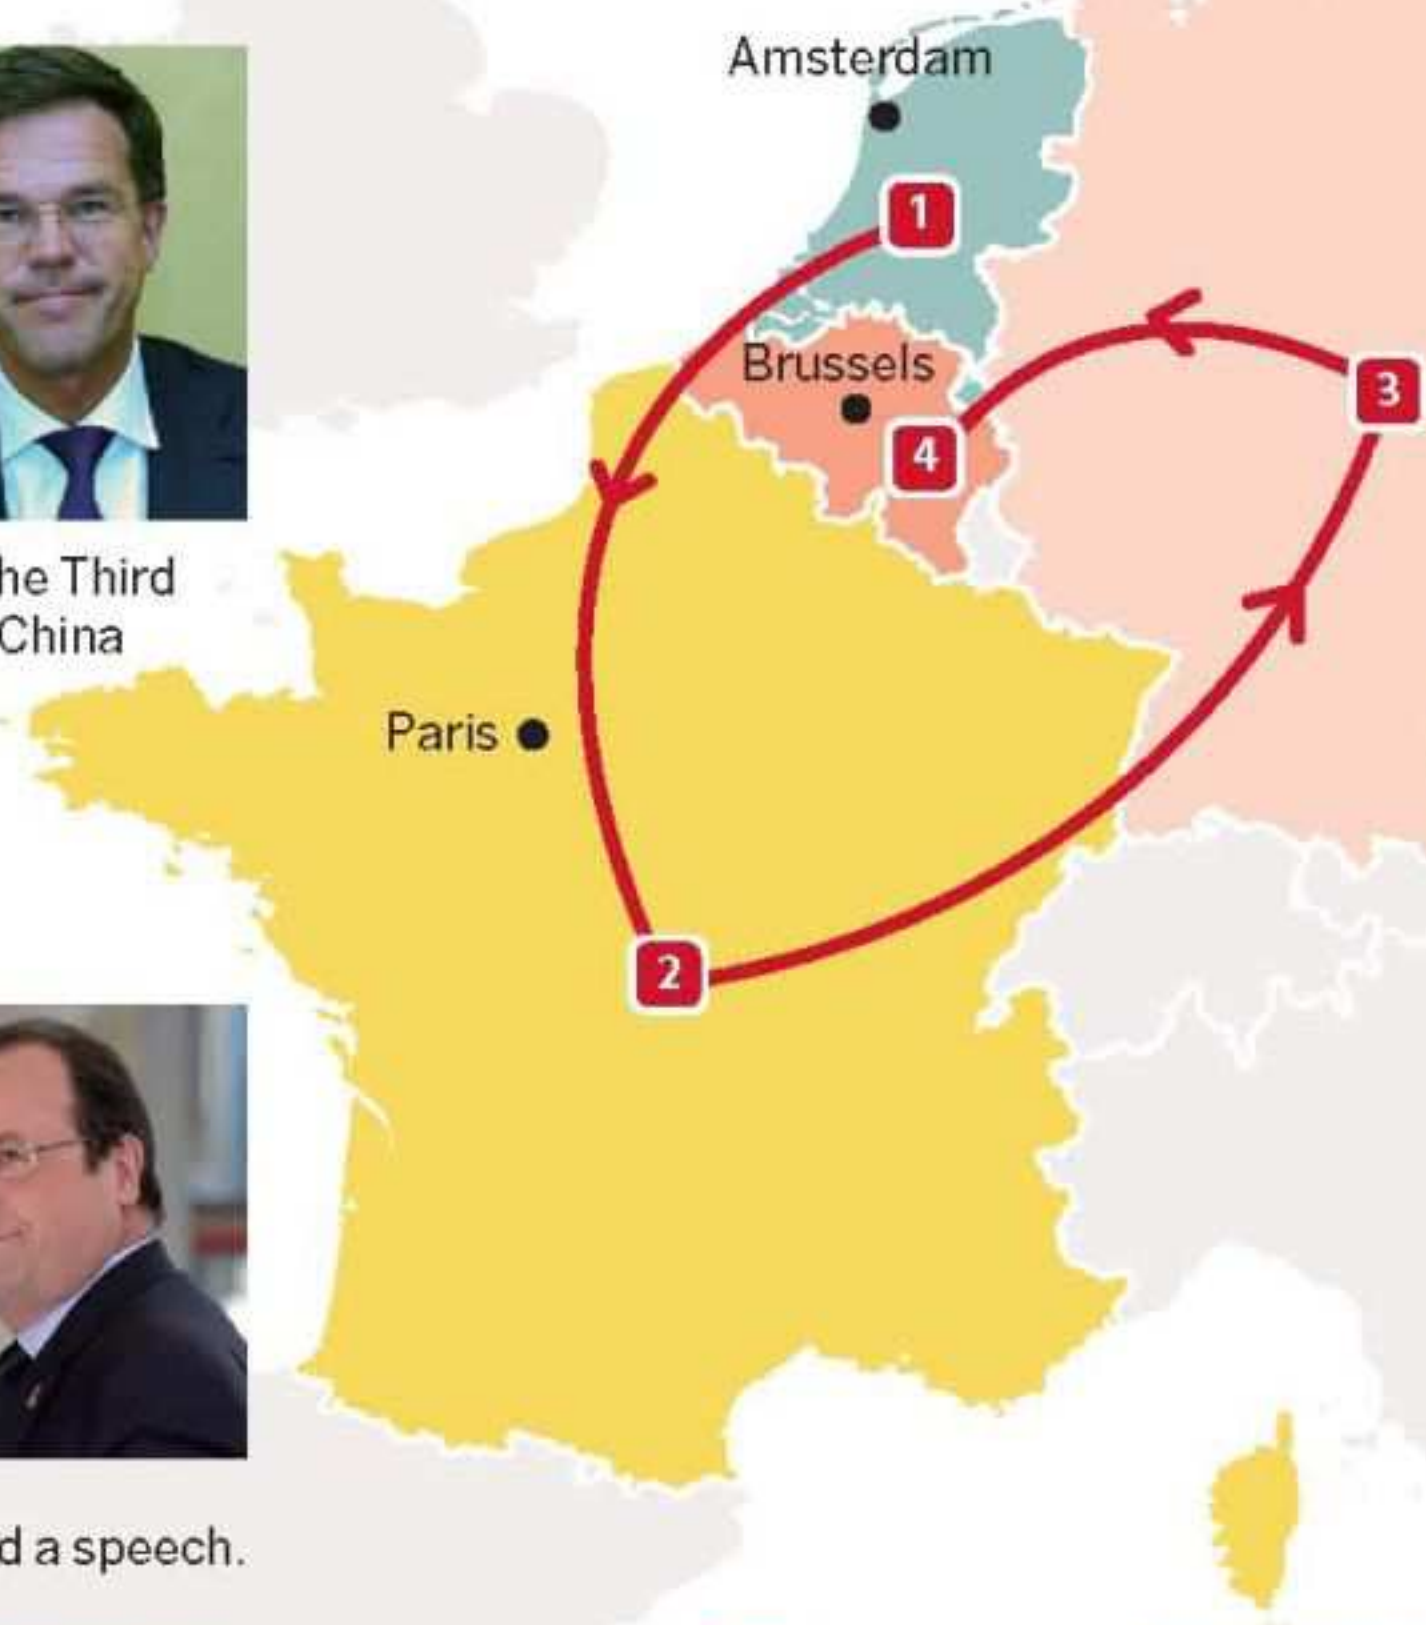 Amsterdam
1
he Third
China
Brussels
3
4
Paris
2
d a speech.